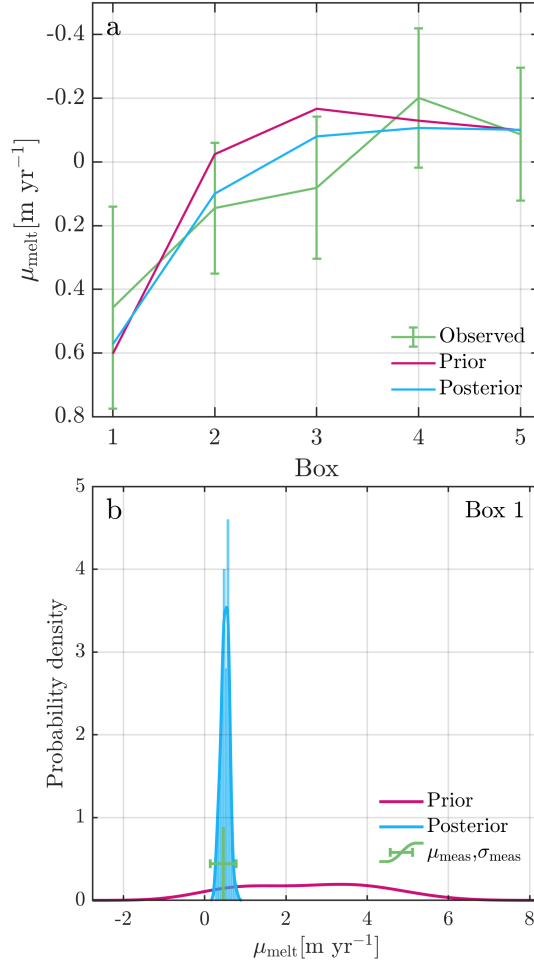 a
-0.4
-0.2
0
0.2
0.4
0.6
0.8
μmelt[m yr⁻¹]
Observed
Prior
Posterior
1 2 3 4 5
Box
b
Box 1
5
4
3
2
1
0
Probability density
Prior
Posterior
μmeas,σmeas
-2 0 2 4 6 8
μmelt[m yr⁻¹]